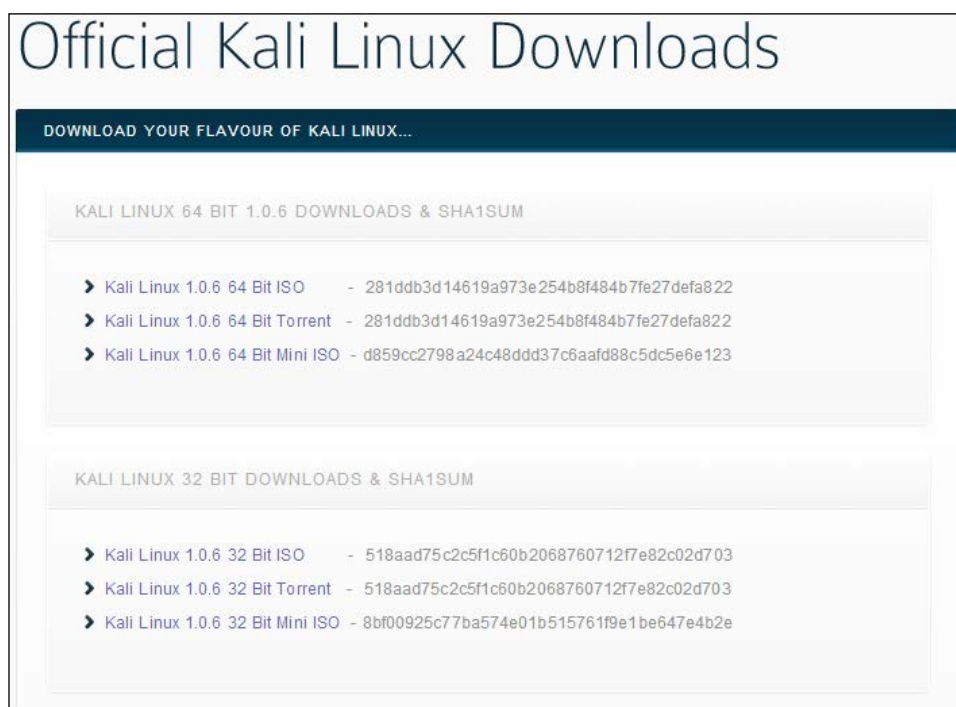 Official Kali Linux Downloads
DOWNLOAD YOUR FLAVOUR OF KALI LINUX...
KALI LINUX 64 BIT 1.0.6 DOWNLOADS & SHA1SUM
Kali Linux 1.0.6 64 Bit ISO - 281ddb3d14619a973e254b8f484b7fe27defa822
Kali Linux 1.0.6 64 Bit Torrent - 281ddb3d14619a973e254b8f484b7fe27defa822
Kali Linux 1.0.6 64 Bit Mini ISO - d859cc2798a24c48ddd37c6aafd88c5dc5e6e123
KALI LINUX 32 BIT DOWNLOADS & SHA1SUM
Kali Linux 1.0.6 32 Bit ISO - 518aad75c2c5f1c60b2068760712f7e82c02d703
Kali Linux 1.0.6 32 Bit Torrent - 518aad75c2c5f1c60b2068760712f7e82c02d703
Kali Linux 1.0.6 32 Bit Mini ISO - 8bf00925c77ba574e01b515761f9e1be647e4b2e